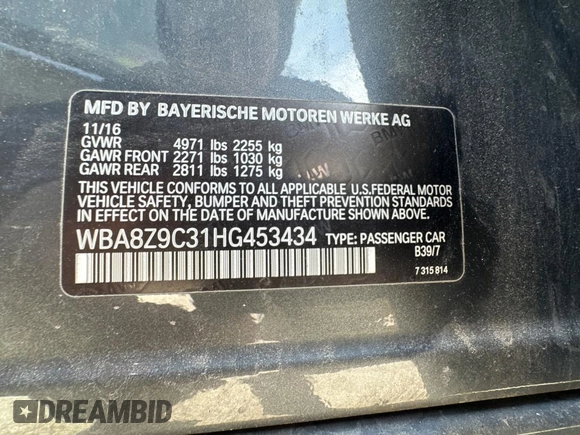 MFD BY BAYERISCHE MOTOREN WERKE AG
11/16
GVWR 4971 lbs 2255 kg
GAWR FRONT 2271 lbs 1030 kg
GAWR REAR 2811 lbs 1275 kg
THIS VEHICLE CONFORMS TO ALL APPLICABLE U.S.FEDERAL MOTOR
VEHICLE SAFETY, BUMPER AND THEFT PREVENTION STANDARDS
IN EFFECT ON THE DATE OF MANUFACTURE SHOWN ABOVE.
WBA8Z9C31HG453434 TYPE: PASSENGER CAR
B39/7
7 315 814
DREAMBID